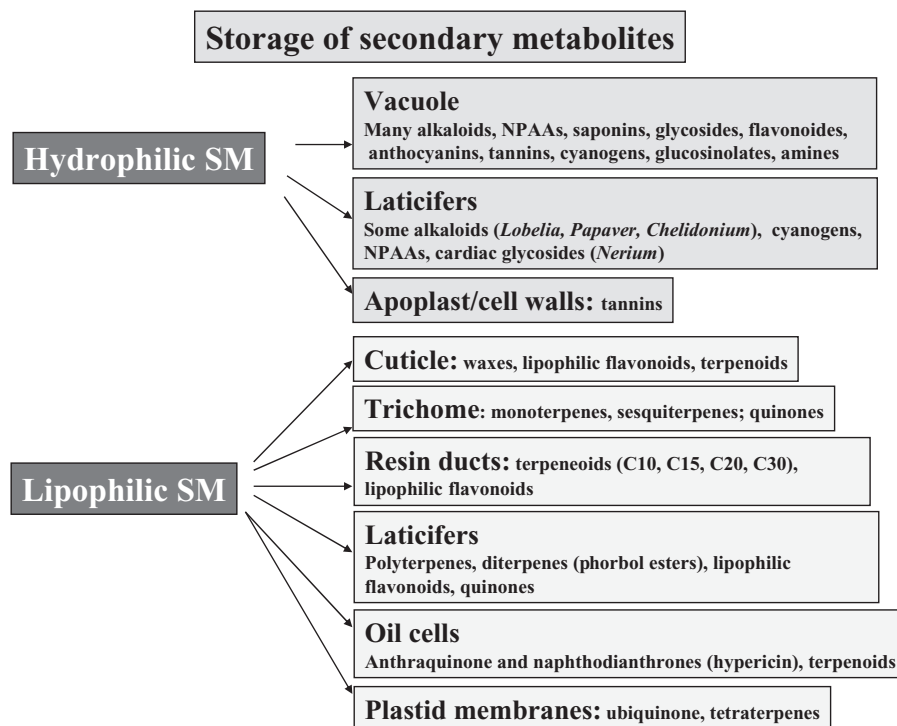 Storage of secondary metabolites
Hydrophilic SM
Vacuole
Many alkaloids, NPAAs, saponins, glycosides, flavonoides,
anthocyanins, tannins, cyanogens, glucosinolates, amines
Laticifers
Some alkaloids (Lobelia, Papaver, Chelidonium), cyanogens,
NPAAs, cardiac glycosides (Nerium)
Apoplast/cell walls: tannins
Lipophilic SM
Cuticle: waxes, lipophilic flavonoids, terpenoids
Trichome: monoterpenes, sesquiterpenes; quinones
Resin ducts: terpeneoids (C10, C15, C20, C30),
lipophilic flavonoids
Laticifers
Polyterpenes, diterpenes (phorbol esters), lipophilic
flavonoids, quinones
Oil cells
Anthraquinone and naphthodianthrones (hypericin), terpenoids
Plastid membranes: ubiquinone, tetraterpenes